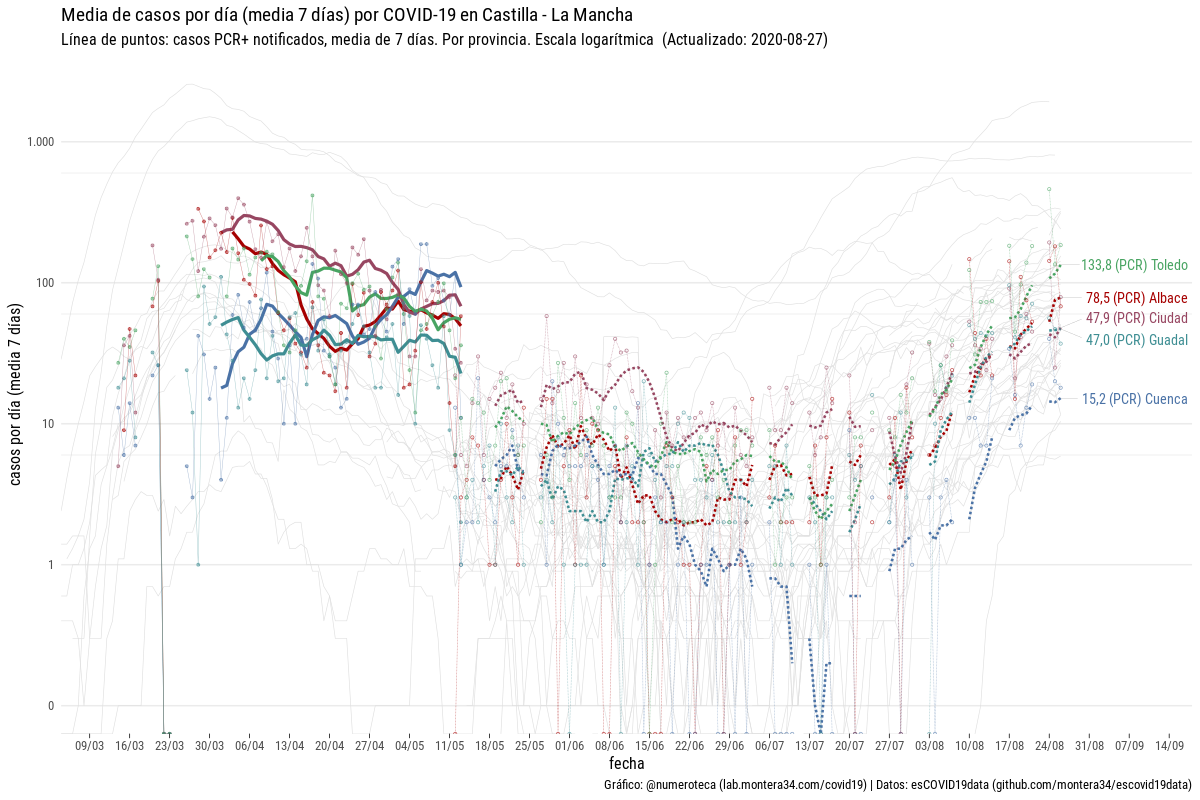 Media de casos por día (media 7 días) por COVID-19 en Castilla - La Mancha
Línea de puntos: casos PCR+ notificados, media de 7 días. Por provincia. Escala logarítmica (Actualizado: 2020-08-27)
casos por día (media 7 días)
1.000
100
10
1
0
133,8 (PCR) Toledo
78,5 (PCR) Albace
47,9 (PCR) Ciudad
47,0 (PCR) Guadal
15,2 (PCR) Cuenca
09/03 16/03 23/03 30/03 06/04 13/04 20/04 27/04 04/05 11/05 18/05 25/05 01/06 08/06 15/06 22/06 29/06 06/07 13/07 20/07 27/07 03/08 10/08 17/08 24/08 31/08 07/09 14/09
fecha
Gráfico: @numeroteca (lab.montera34.com/covid19) | Datos: esCOVID19data (github.com/montera34/escovid19data)